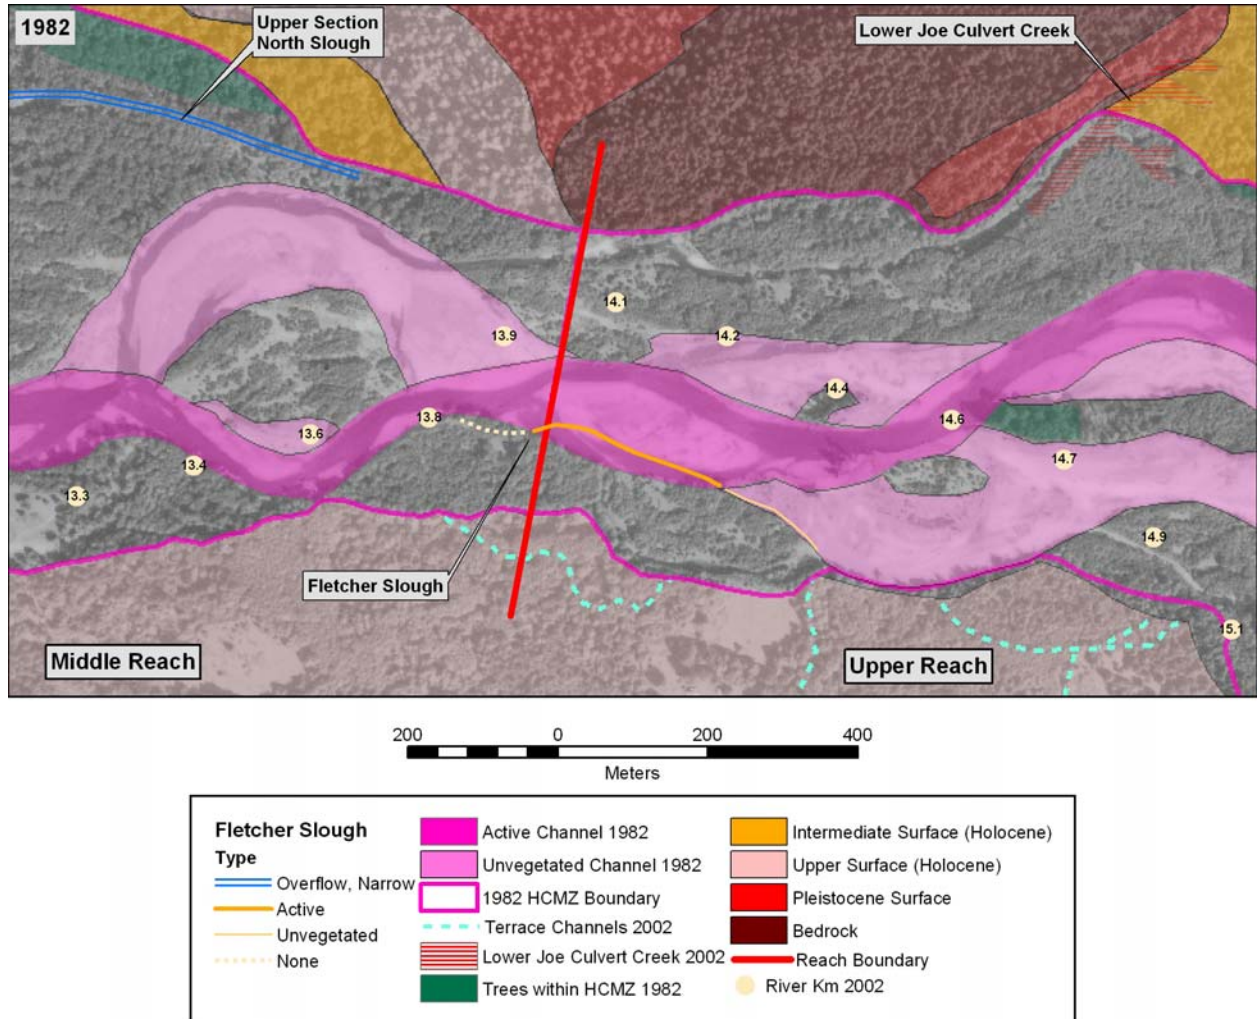 1982
Upper Section
North Slough
Lower Joe Culvert Creek
14.1
13.9
14.2
14.4
13.8
14.6
13.6
14.7
13.4
13.3
14.9
Fletcher Slough
15.1
Middle Reach
Upper Reach
200 0 200 400
Meters
Fletcher Slough
Type
Overflow, Narrow
Active
Unvegetated
None
Active Channel 1982
Unvegetated Channel 1982
1982 HCMZ Boundary
Terrace Channels 2002
Lower Joe Culvert Creek 2002
Trees within HCMZ 1982
Intermediate Surface (Holocene)
Upper Surface (Holocene)
Pleistocene Surface
Bedrock
Reach Boundary
River Km 2002